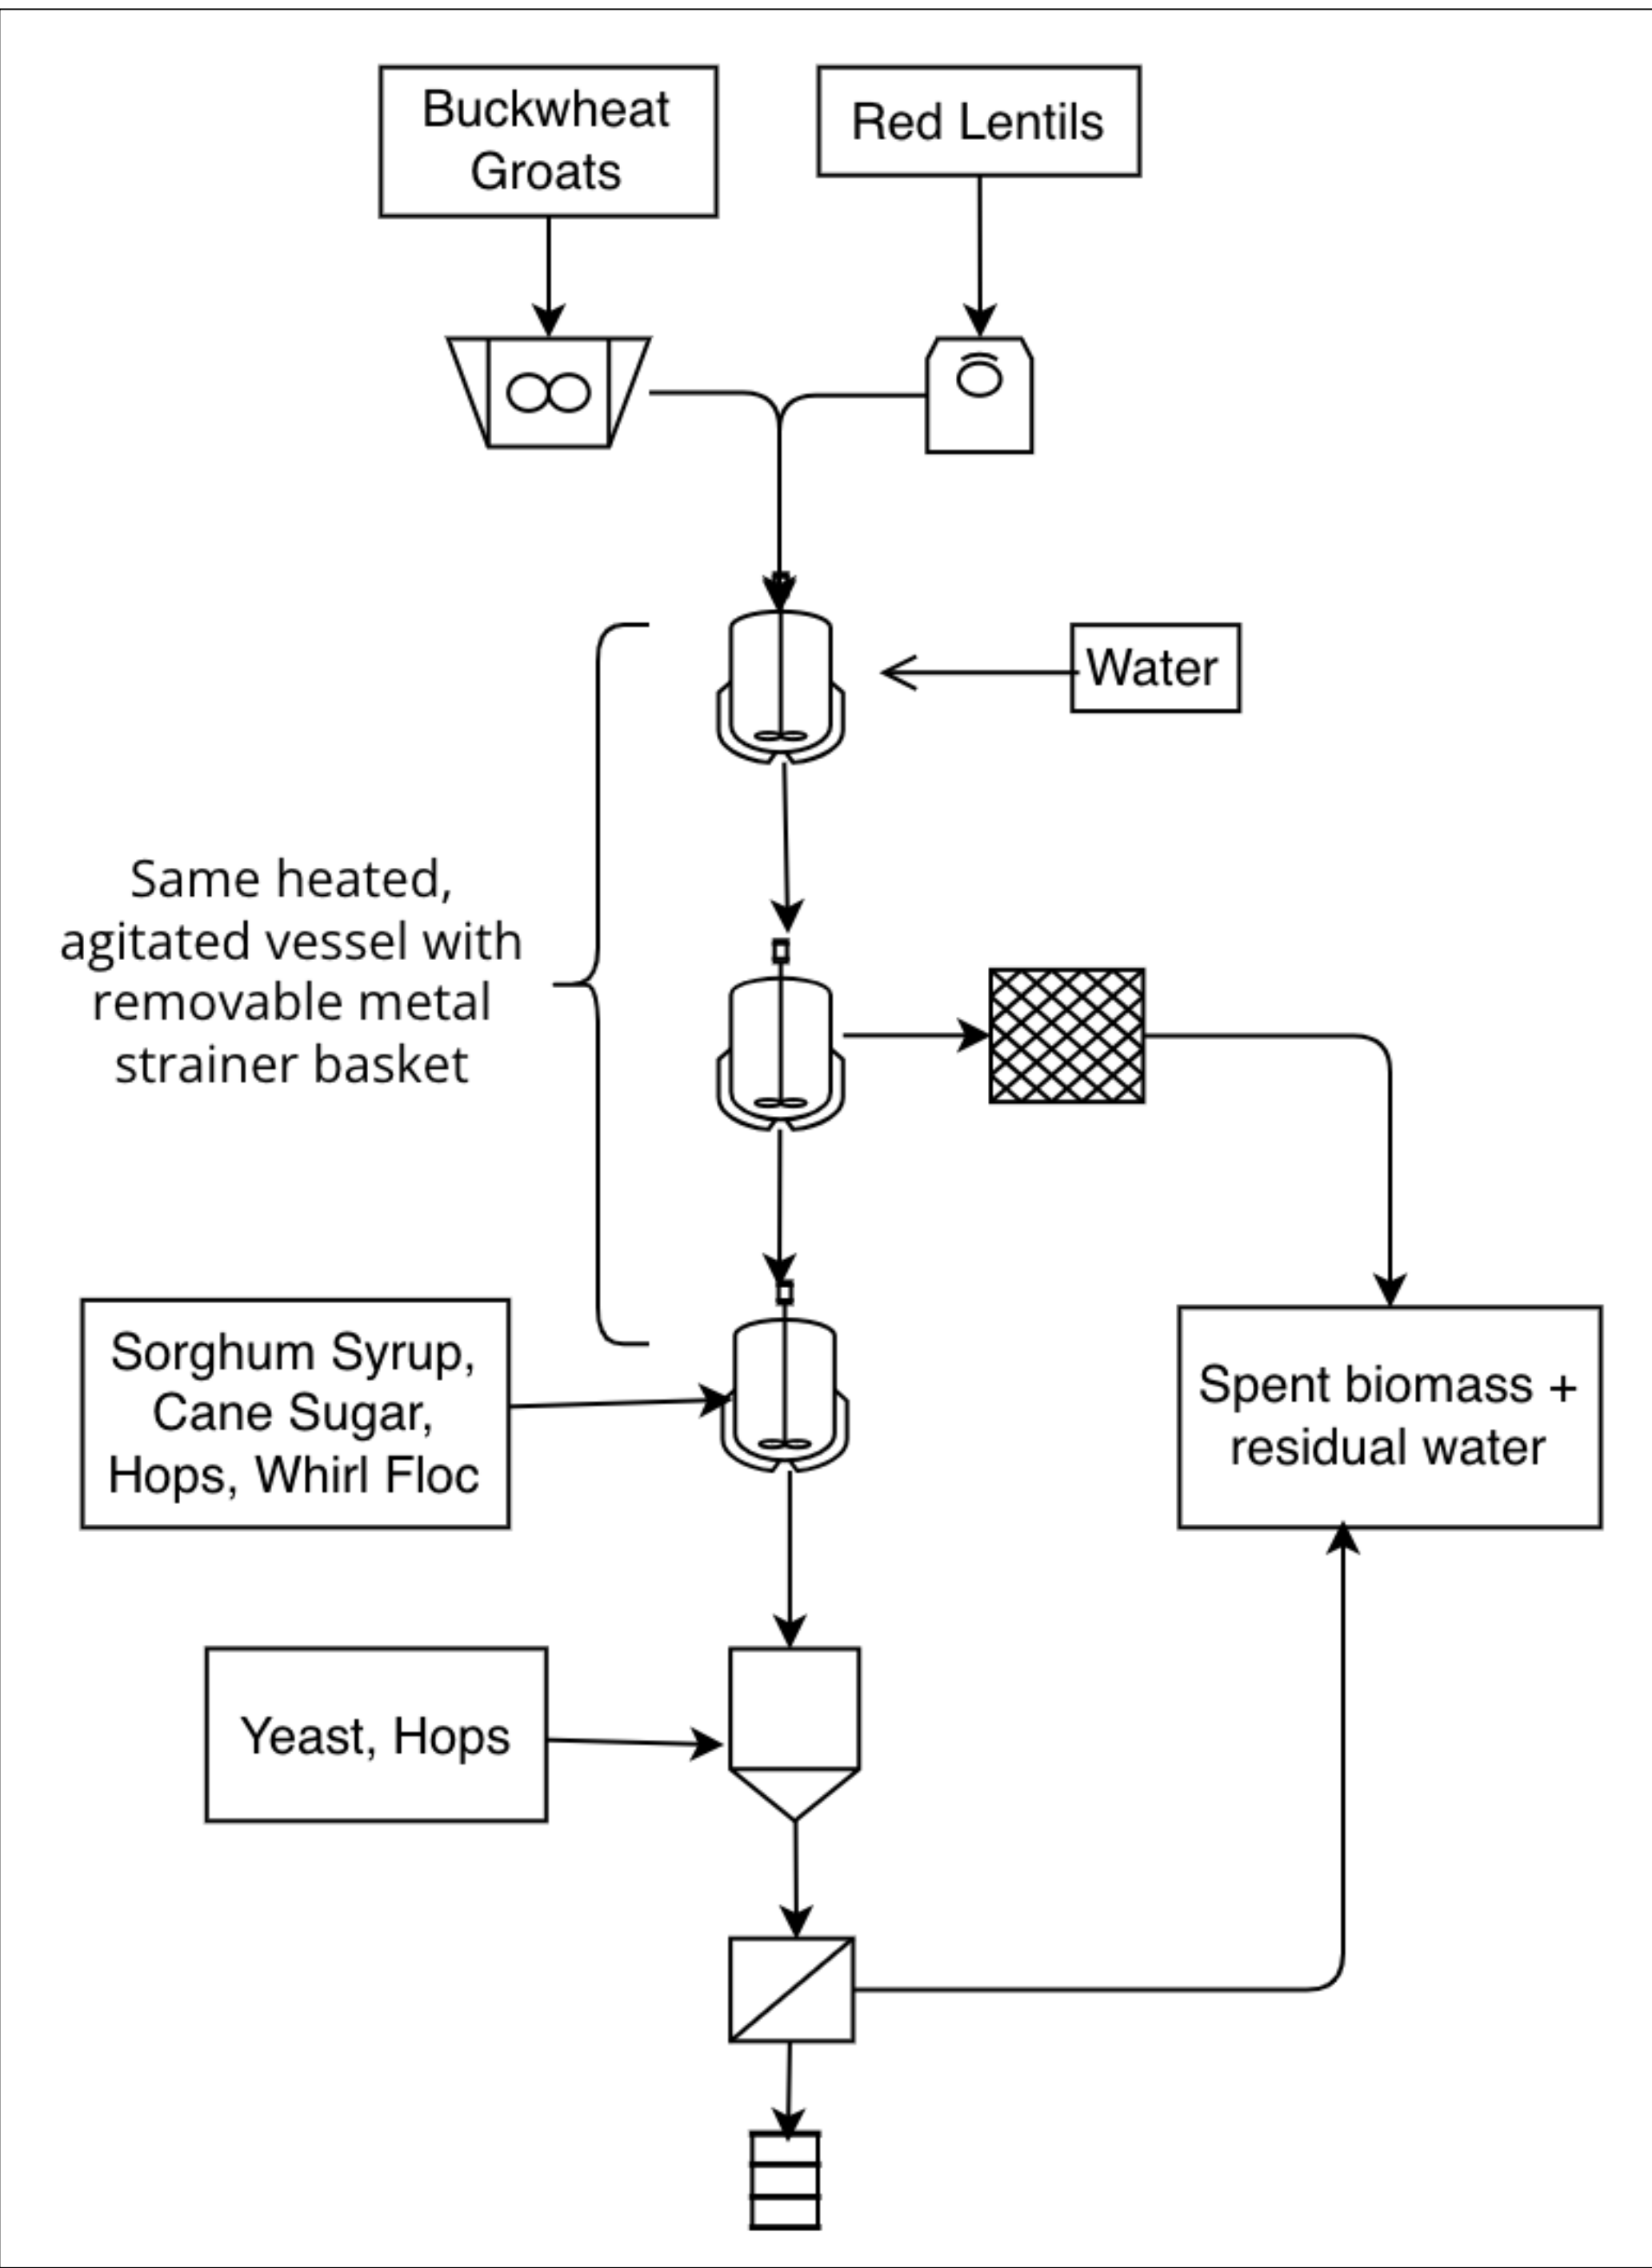 Buckwheat
Groats
Red Lentils
Water
Same heated,
agitated vessel with
removable metal
strainer basket
Sorghum Syrup,
Cane Sugar,
Hops, Whirl Floc
Spent biomass +
residual water
Yeast, Hops